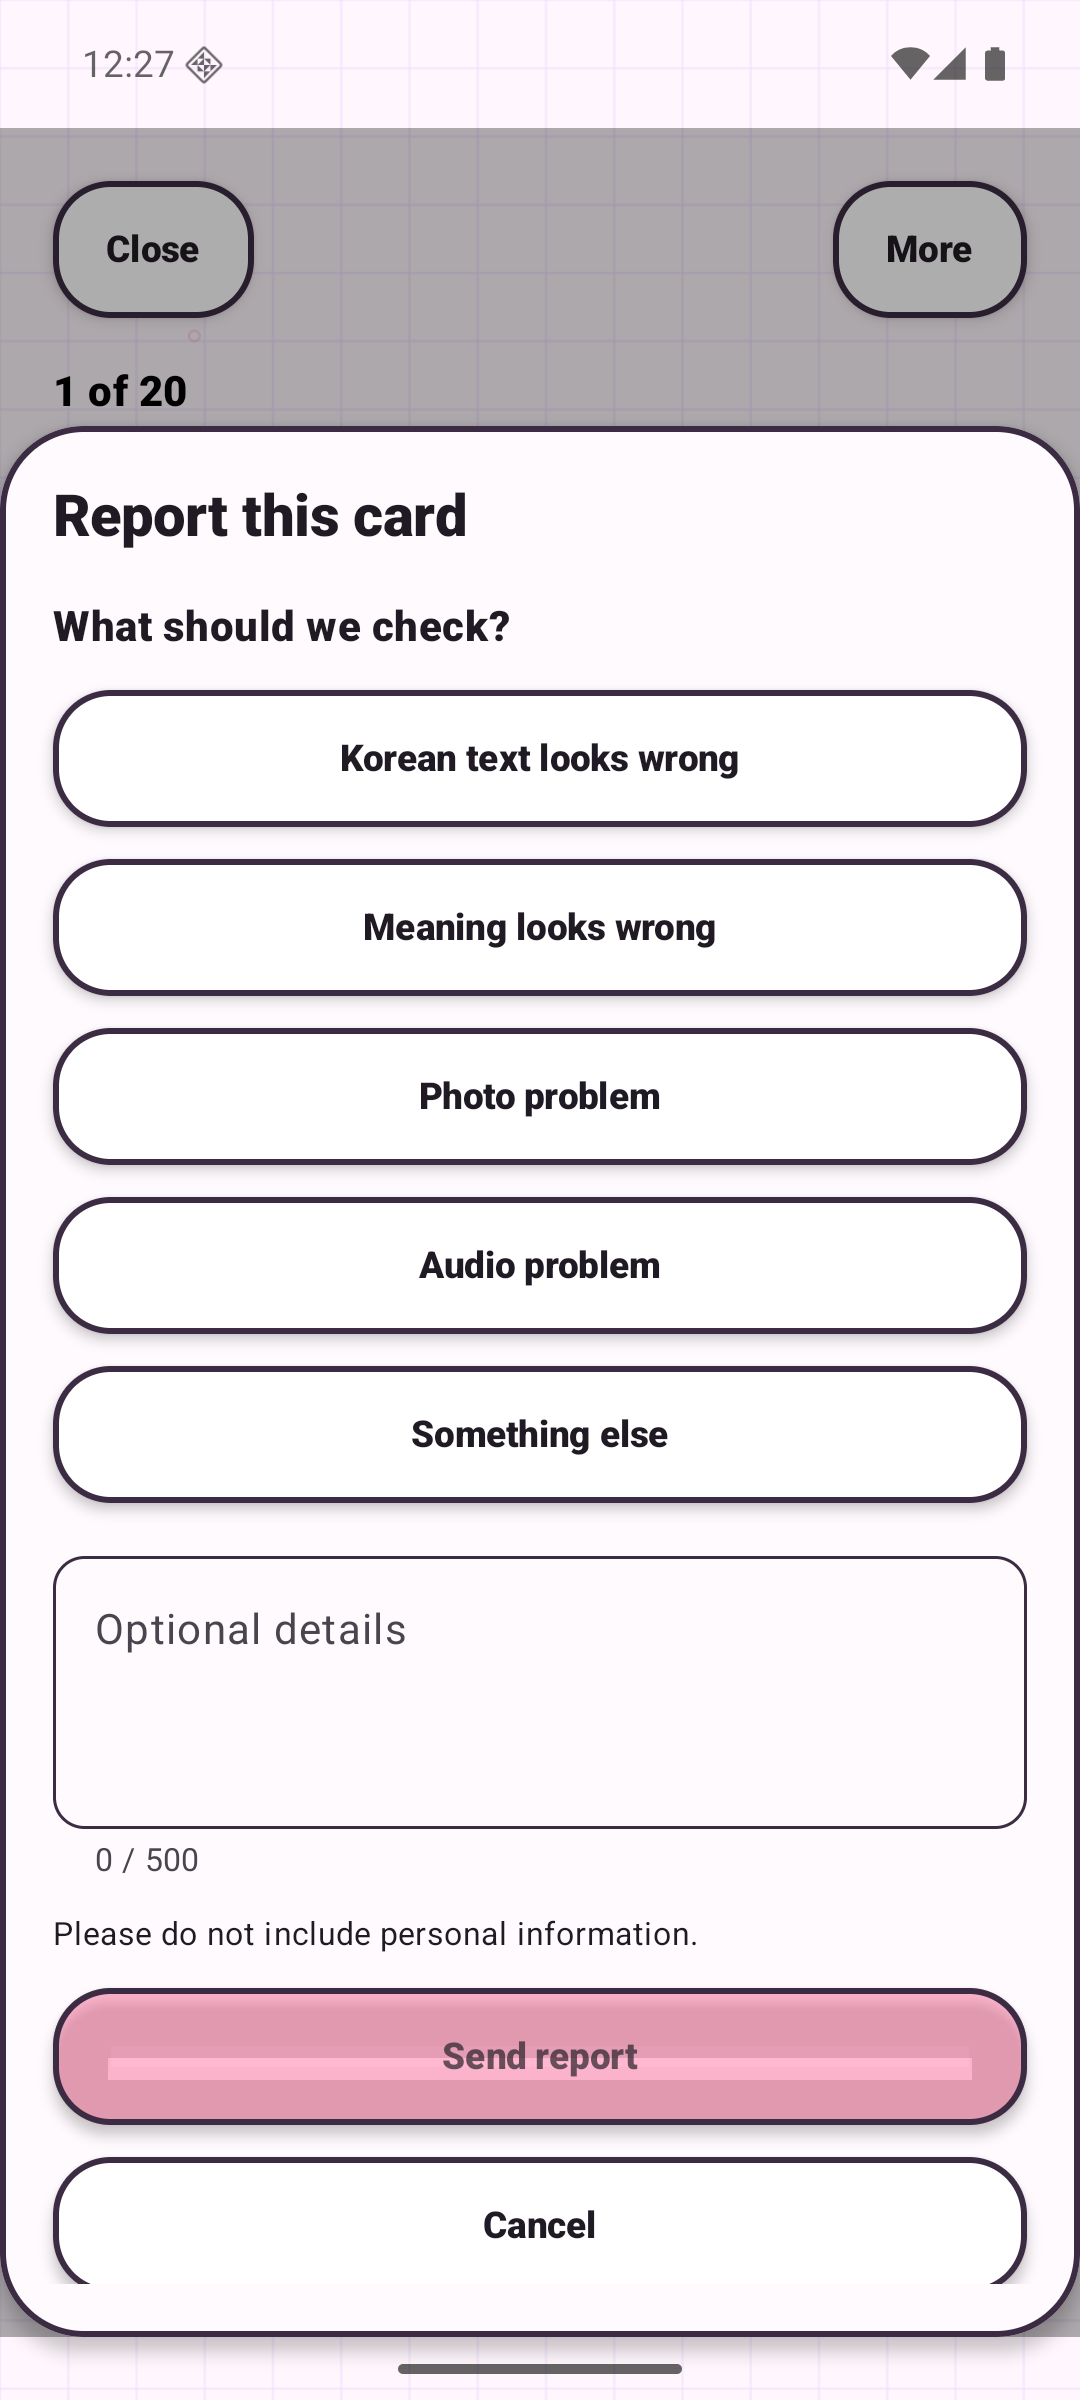 12:27
Close
More
1 of 20
Report this card
What should we check?
Korean text looks wrong
Meaning looks wrong
Photo problem
Audio problem
Something else
Optional details
0 / 500
Please do not include personal information.
Send report
Cancel